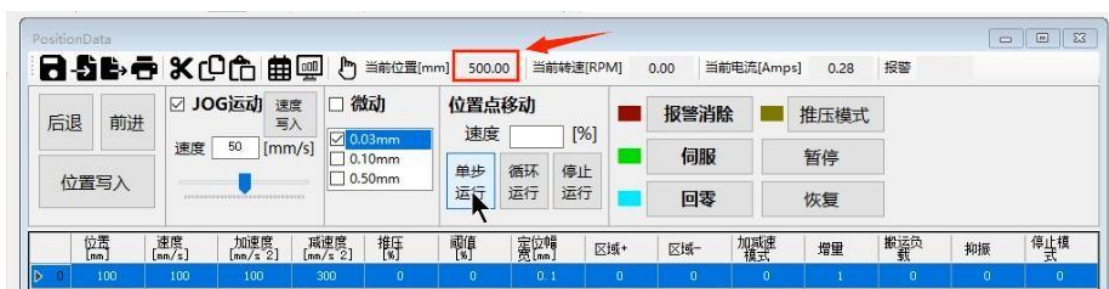 PositionData
当前位置[mm] 500.00 当前转速[RPM] 0.00 当前电流[Amps] 0.28 报警
后退 前进 JOG运动 速度写入 微动 位置点移动 报警消除 推压模式
速度 50 [mm/s] 0.03mm 速度 [%]
0.10mm 伺服 暂停
位置写入 0.50mm 单步运行 循环运行 停止运行 回零 恢复
位置[mm] 速度[mm/s] 加速度[mm/s^2] 减速度[mm/s^2] 推压[%] 阈值[%] 定位幅宽[mm] 区域+ 区域- 加减速模式 增量 搬运负载 抑振 停止模式
0 100 100 100 300 0 0 0.1 0 0 0 1 0 0 0